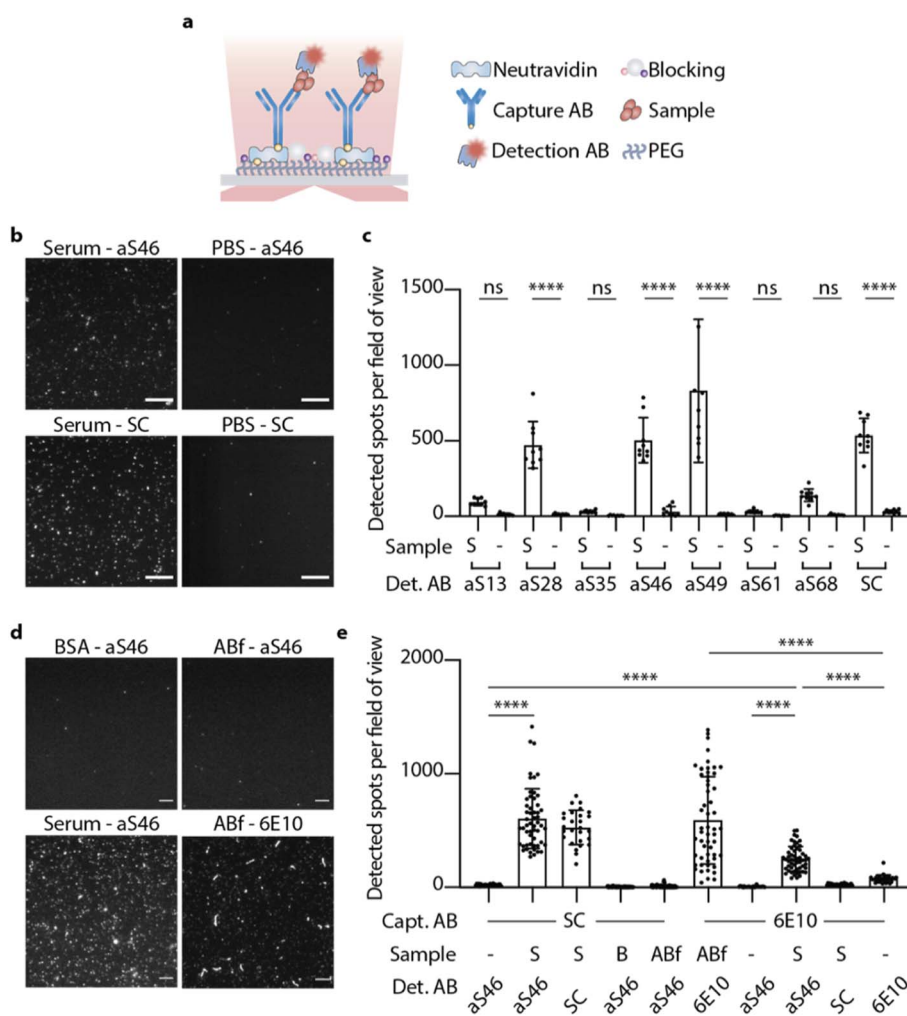 a
Neutravidin
Blocking
Capture AB
Sample
Detection AB
PEG
b
Serum - aS46
PBS - aS46
Serum - SC
PBS - SC
c
Detected spots per field of view
1500
1000
500
0
ns **** ns **** **** ns ns ****
Sample S - S - S - S - S - S - S - S -
Det. AB aS13 aS28 aS35 aS46 aS49 aS61 aS68 SC
d
BSA - aS46
ABf - aS46
Serum - aS46
ABf - 6E10
e
Detected spots per field of view
2000
1000
0
****
**** ****
**** ****
Capt. AB SC 6E10
Sample - S S B ABf ABf - S S -
Det. AB aS46 aS46 SC aS46 aS46 6E10 aS46 aS46 SC 6E10